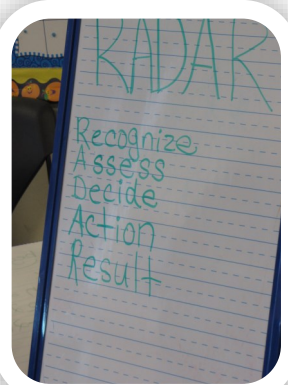 RADAR
Recognize
Assess
Decide
Action
Result